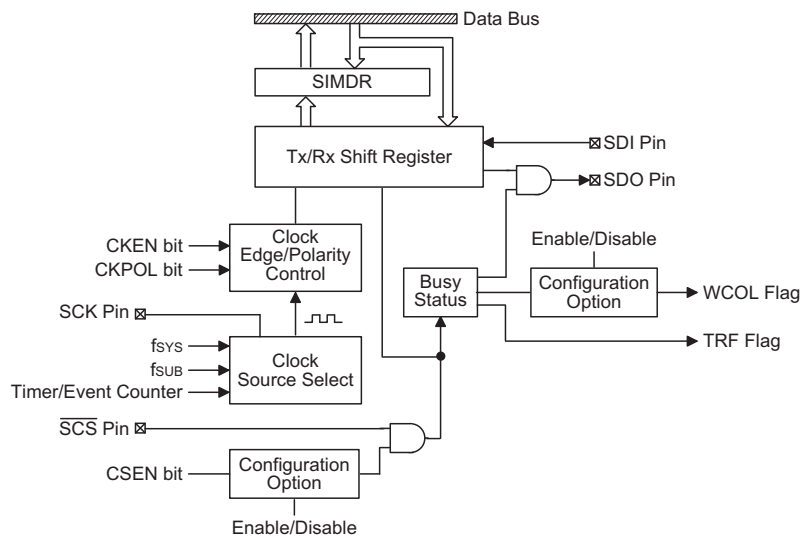 Data Bus
SIMDR
Tx/Rx Shift Register
SDI Pin
SDO Pin
CKEN bit
CKPOL bit
Clock
Edge/Polarity
Control
Enable/Disable
Busy
Status
Configuration
Option
WCOL Flag
SCK Pin
TRF Flag
fSYS
fSUB
Timer/Event Counter
Clock
Source Select
SCS Pin
CSEN bit
Configuration
Option
Enable/Disable